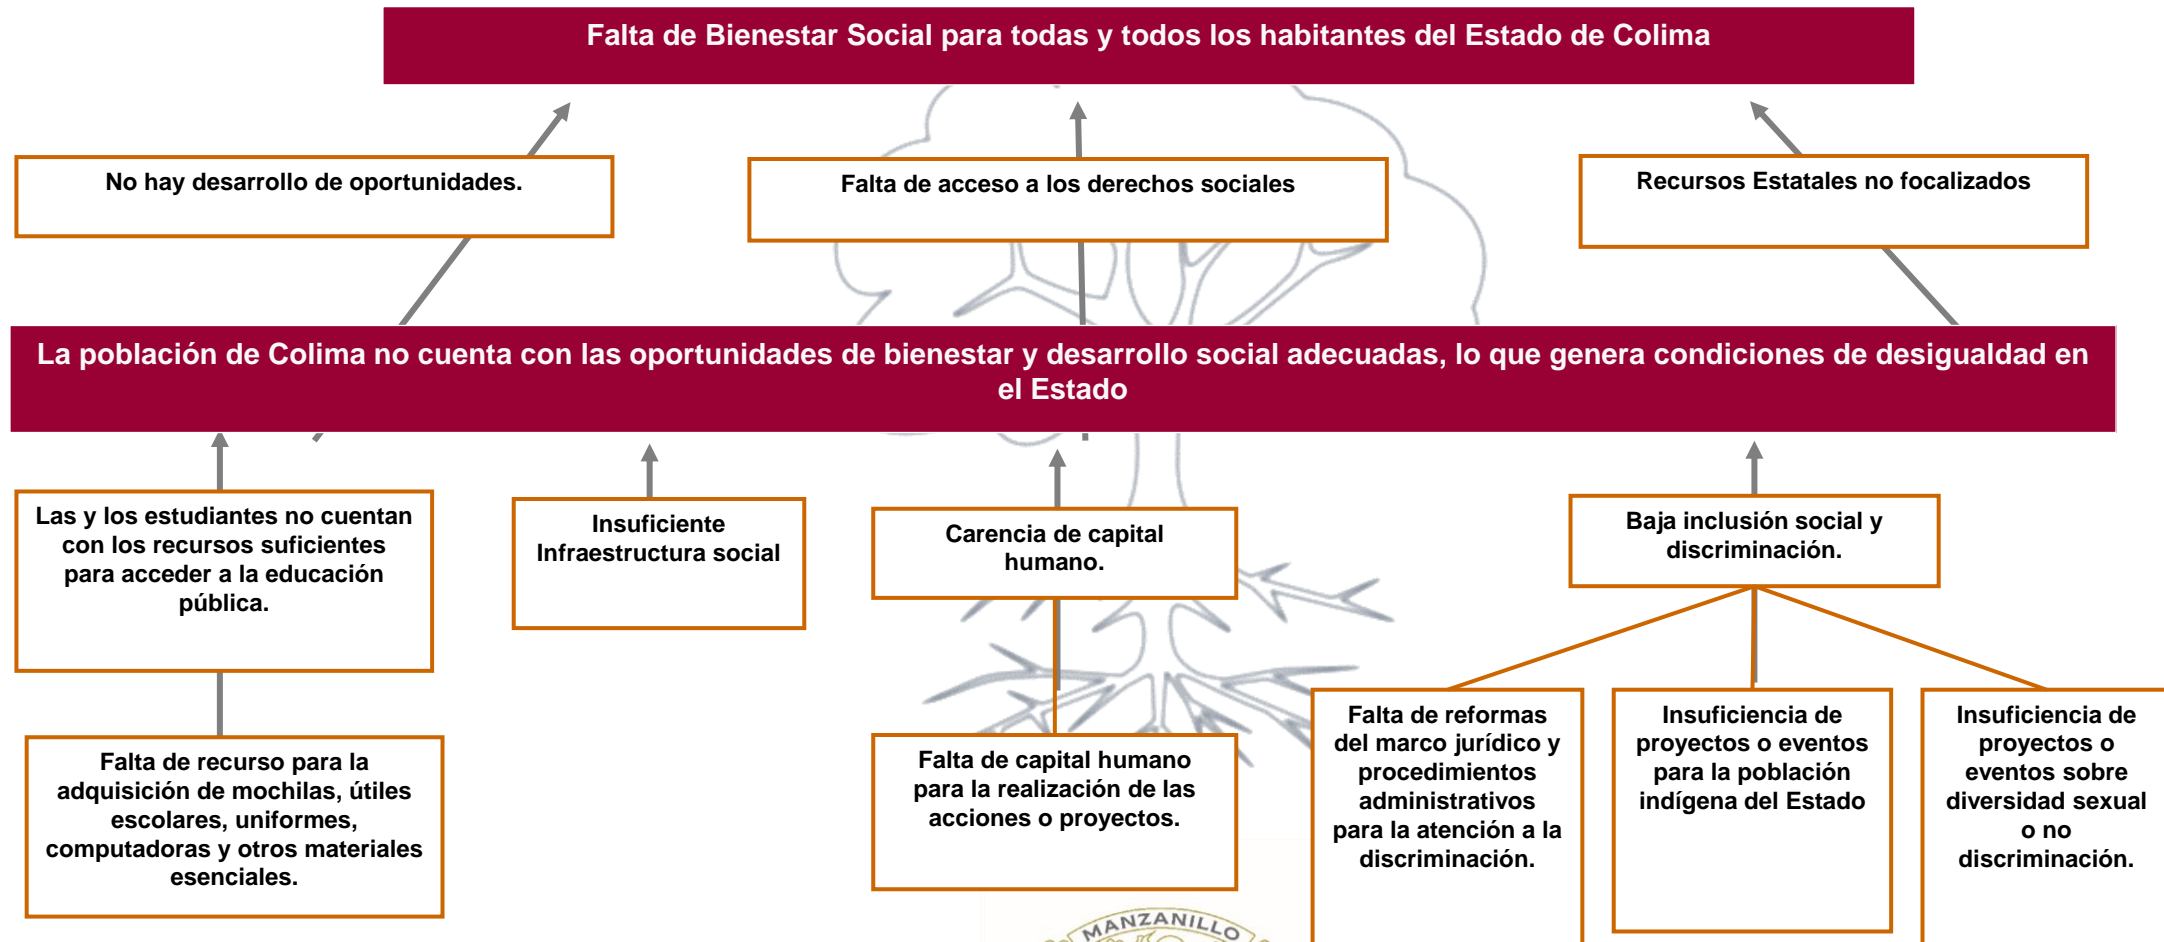 Falta de Bienestar Social para todas y todos los habitantes del Estado de Colima
No hay desarrollo de oportunidades.
Falta de acceso a los derechos sociales
Recursos Estatales no focalizados
La población de Colima no cuenta con las oportunidades de bienestar y desarrollo social adecuadas, lo que genera condiciones de desigualdad en
el Estado
Las y los estudiantes no cuentan
con los recursos suficientes
para acceder a la educación
pública.
Insuficiente
Infraestructura social
Carencia de capital
humano.
Baja inclusión social y
discriminación.
Falta de recurso para la
adquisición de mochilas, útiles
escolares, uniformes,
computadoras y otros materiales
esenciales.
Falta de capital humano
para la realización de las
acciones o proyectos.
Falta de reformas
del marco jurídico y
procedimientos
administrativos
para la atención a la
discriminación.
Insuficiencia de
proyectos o eventos
para la población
indígena del Estado
Insuficiencia de
proyectos o
eventos sobre
diversidad sexual
o no
discriminación.
MANZANILLO